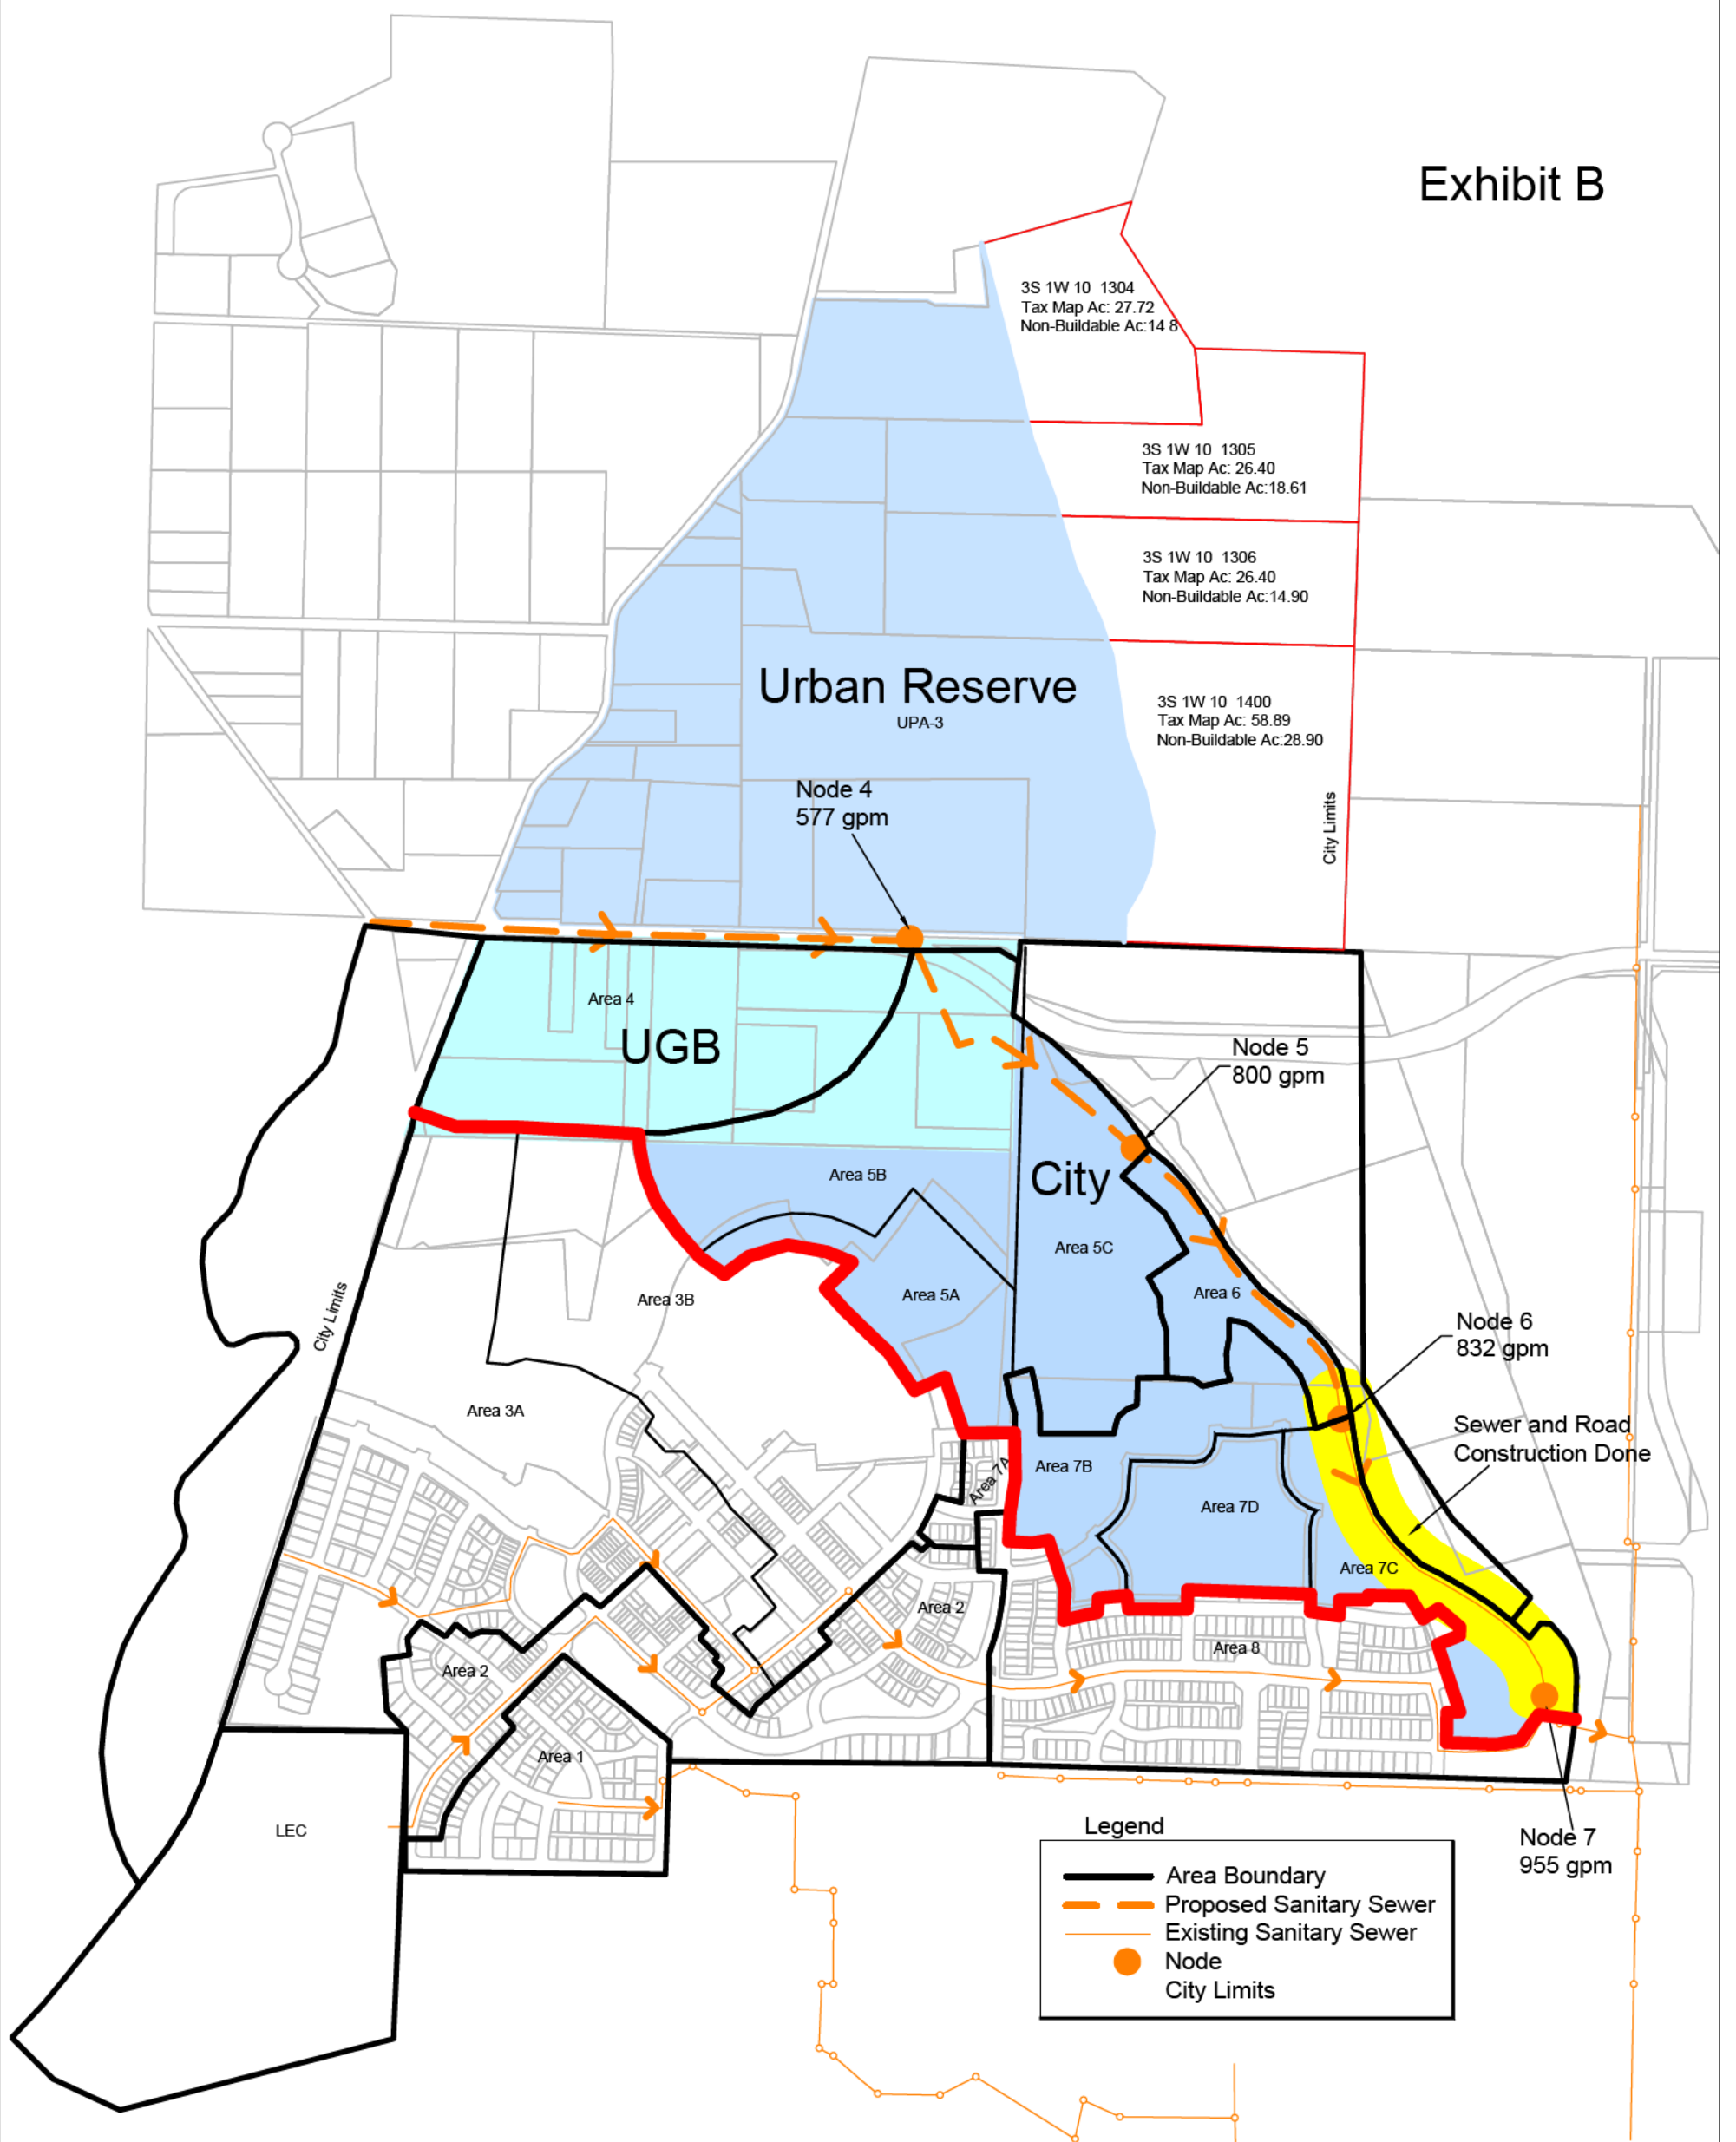 Exhibit B
3S 1W 10 1304
Tax Map Ac: 27.72
Non-Buildable Ac:14 8
3S 1W 10 1305
Tax Map Ac: 26.40
Non-Buildable Ac:18.61
3S 1W 10 1306
Tax Map Ac: 26.40
Non-Buildable Ac:14.90
Urban Reserve
UPA-3
3S 1W 10 1400
Tax Map Ac: 58.89
Non-Buildable Ac:28.90
Node 4
577 gpm
City Limits
Area 4
UGB
Node 5
800 gpm
Area 5B
City
Area 5C
Area 6
Area 5A
Area 3B
City Limits
Node 6
832 gpm
Area 3A
Sewer and Road
Construction Done
Area 7A
Area 7B
Area 7D
Area 7C
Area 2
Area 8
Area 2
Area 1
LEC
Node 7
955 gpm
Legend
Area Boundary
Proposed Sanitary Sewer
Existing Sanitary Sewer
Node
City Limits